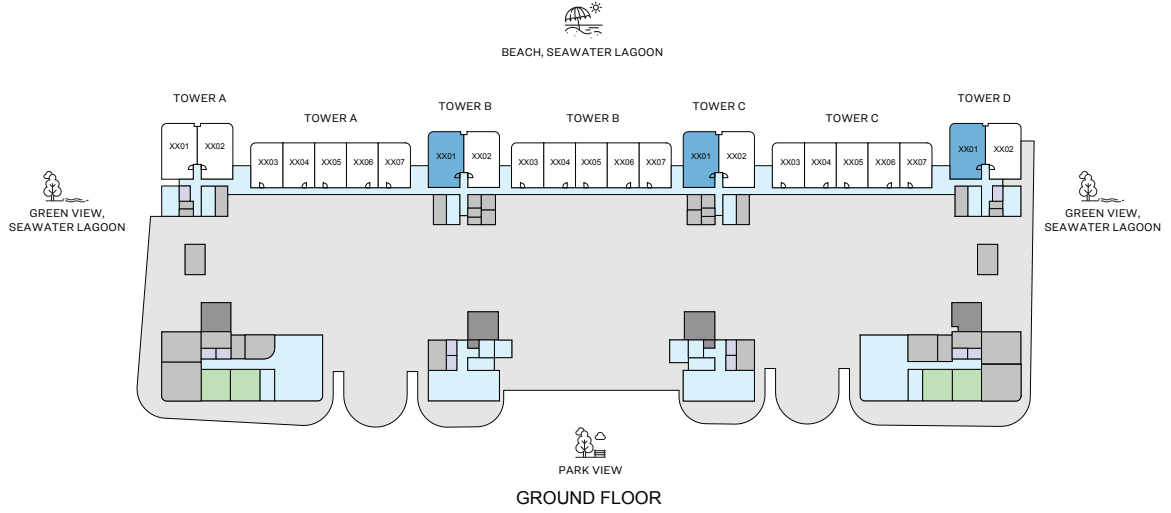 BEACH, SEAWATER LAGOON
TOWER A
TOWER A
TOWER B
TOWER B
TOWER C
TOWER C
TOWER D
XX01
XX02
XX03
XX04
XX05
XX06
XX07
XX01
XX02
XX03
XX04
XX05
XX06
XX07
XX01
XX02
XX03
XX04
XX05
XX06
XX07
XX01
XX02
GREEN VIEW,
SEAWATER LAGOON
GREEN VIEW,
SEAWATER LAGOON
PARK VIEW
GROUND FLOOR